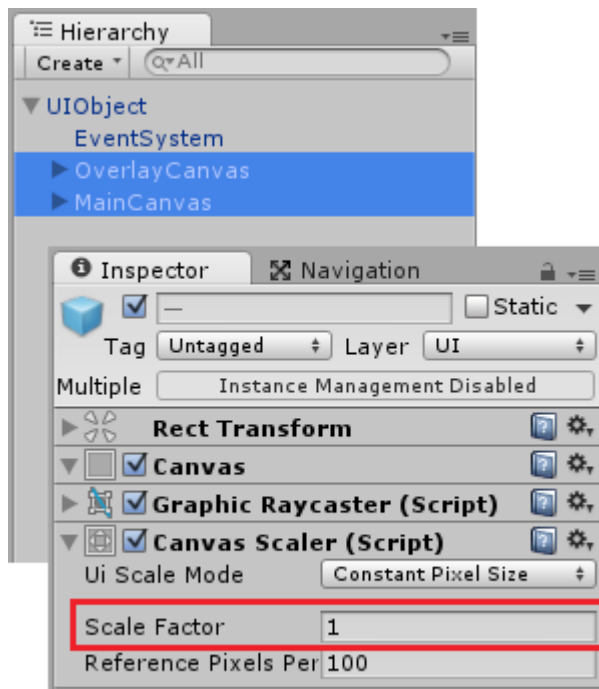 Hierarchy
Create All
UIObject
EventSystem
OverlayCanvas
MainCanvas
Inspector Navigation
— Static
Tag Untagged Layer UI
Multiple Instance Management Disabled
Rect Transform
Canvas
Graphic Raycaster (Script)
Canvas Scaler (Script)
Ui Scale Mode Constant Pixel Size
Scale Factor 1
Reference Pixels Per 100